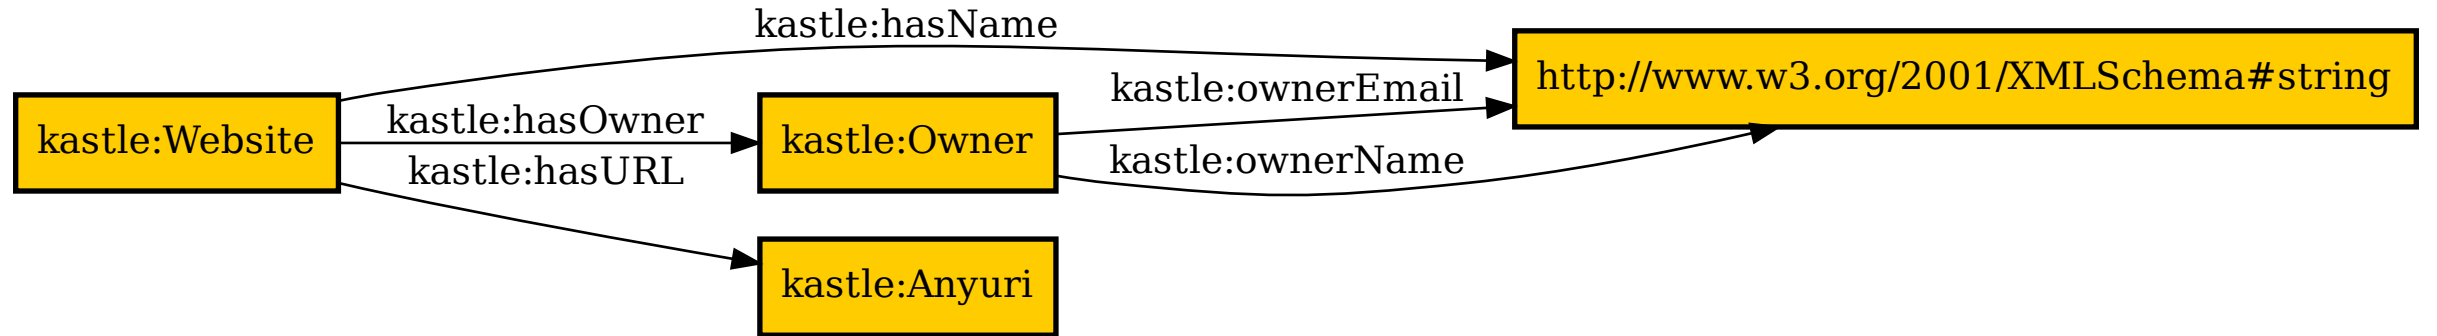 kastle:hasName
http://www.w3.org/2001/XMLSchema#string
kastle:ownerEmail
kastle:hasOwner
kastle:Website
kastle:Owner
kastle:ownerName
kastle:hasURL
kastle:Anyuri